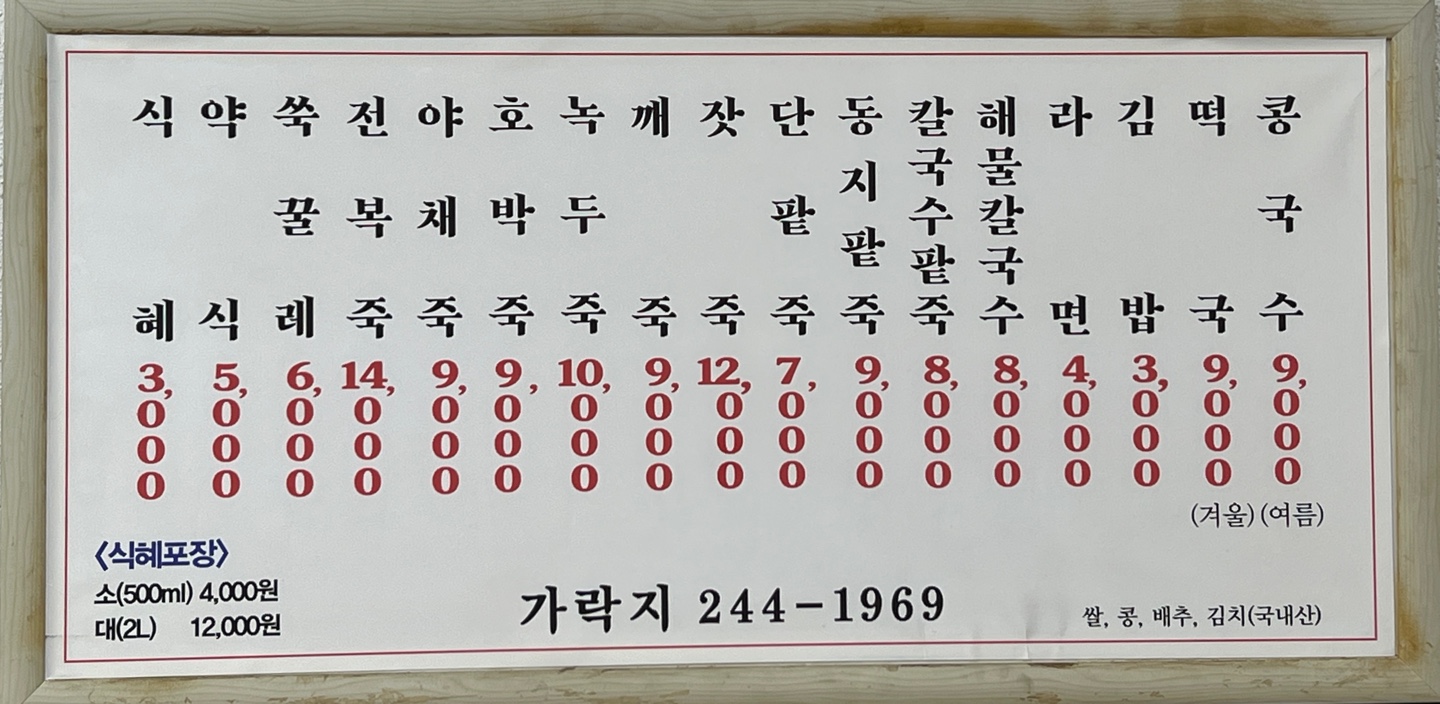 식혜 3,000
약식 5,000
쑥꿀레 6,000
전복죽 14,000
야채죽 9,000
호박죽 9,000
녹두죽 10,000
깨죽 9,000
잣죽 12,000
단팥죽 7,000
동지팥죽 9,000
칼국수팥죽 8,000
해물칼국수 8,000
라면 4,000
김밥 3,000
떡국 9,000 (겨울)
콩국수 9,000 (여름)
<식혜포장>
소(500ml) 4,000원
대(2L) 12,000원
가락지 244-1969
쌀, 콩, 배추, 김치(국내산)